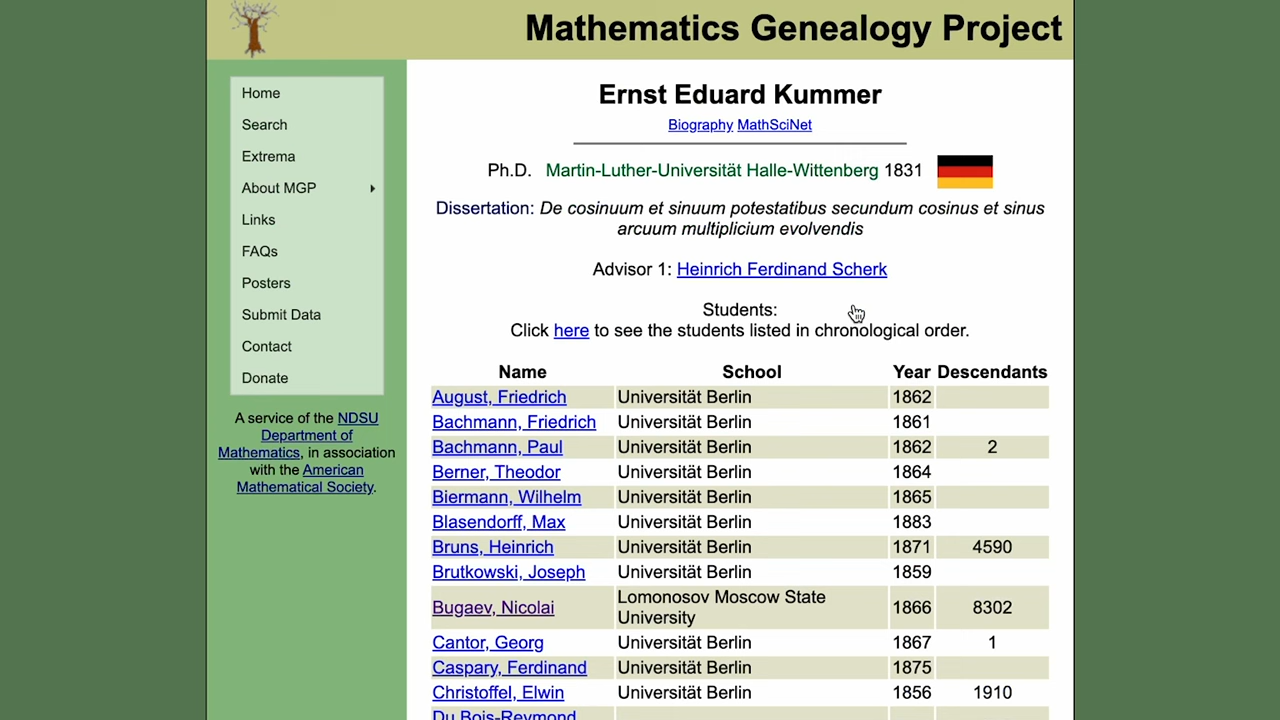 Mathematics Genealogy Project
Home
Search
Extrema
About MGP
Links
FAQs
Posters
Submit Data
Contact
Donate
A service of the NDSU
Department of
Mathematics, in association
with the American
Mathematical Society.
Ernst Eduard Kummer
Biography MathSciNet
Ph.D. Martin-Luther-Universität Halle-Wittenberg 1831
Dissertation: De cosinuum et sinuum potestatibus secundum cosinus et sinus
arcuum multiplicium evolvendis
Advisor 1: Heinrich Ferdinand Scherk
Students:
Click here to see the students listed in chronological order.
Name School Year Descendants
August, Friedrich Universität Berlin 1862
Bachmann, Friedrich Universität Berlin 1861
Bachmann, Paul Universität Berlin 1862 2
Berner, Theodor Universität Berlin 1864
Biermann, Wilhelm Universität Berlin 1865
Blasendorff, Max Universität Berlin 1883
Bruns, Heinrich Universität Berlin 1871 4590
Brutkowski, Joseph Universität Berlin 1859
Bugaev, Nicolai Lomonosov Moscow State University 1866 8302
Cantor, Georg Universität Berlin 1867 1
Caspary, Ferdinand Universität Berlin 1875
Christoffel, Elwin Universität Berlin 1856 1910
Du Bois-Reymond,